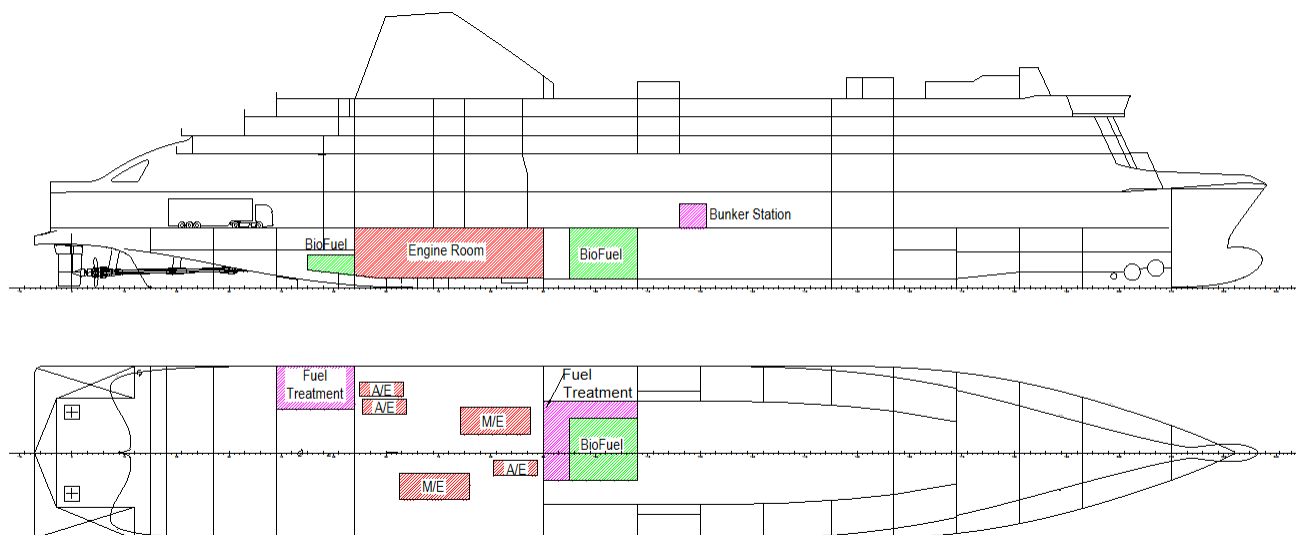 Bunker Station
BioFuel
Engine Room
BioFuel
Fuel
Treatment
Fuel
Treatment
A/E
A/E
M/E
BioFuel
A/E
M/E